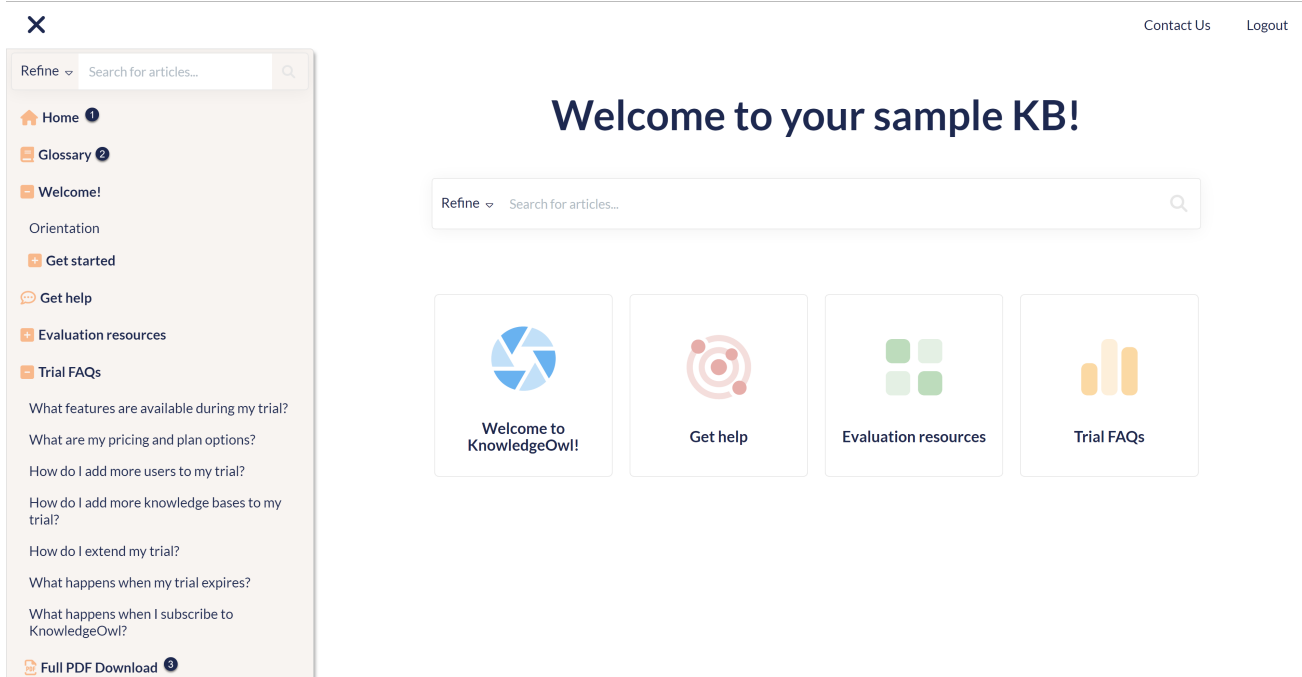 Contact Us
Logout
Refine
Search for articles...
Home 1
Glossary 2
Welcome!
Orientation
Get started
Get help
Evaluation resources
Trial FAQs
What features are available during my trial?
What are my pricing and plan options?
How do I add more users to my trial?
How do I add more knowledge bases to my
trial?
How do I extend my trial?
What happens when my trial expires?
What happens when I subscribe to
KnowledgeOwl?
PDF Full PDF Download 3
Welcome to your sample KB!
Refine
Search for articles...
Welcome to
KnowledgeOwl!
Get help
Evaluation resources
Trial FAQs